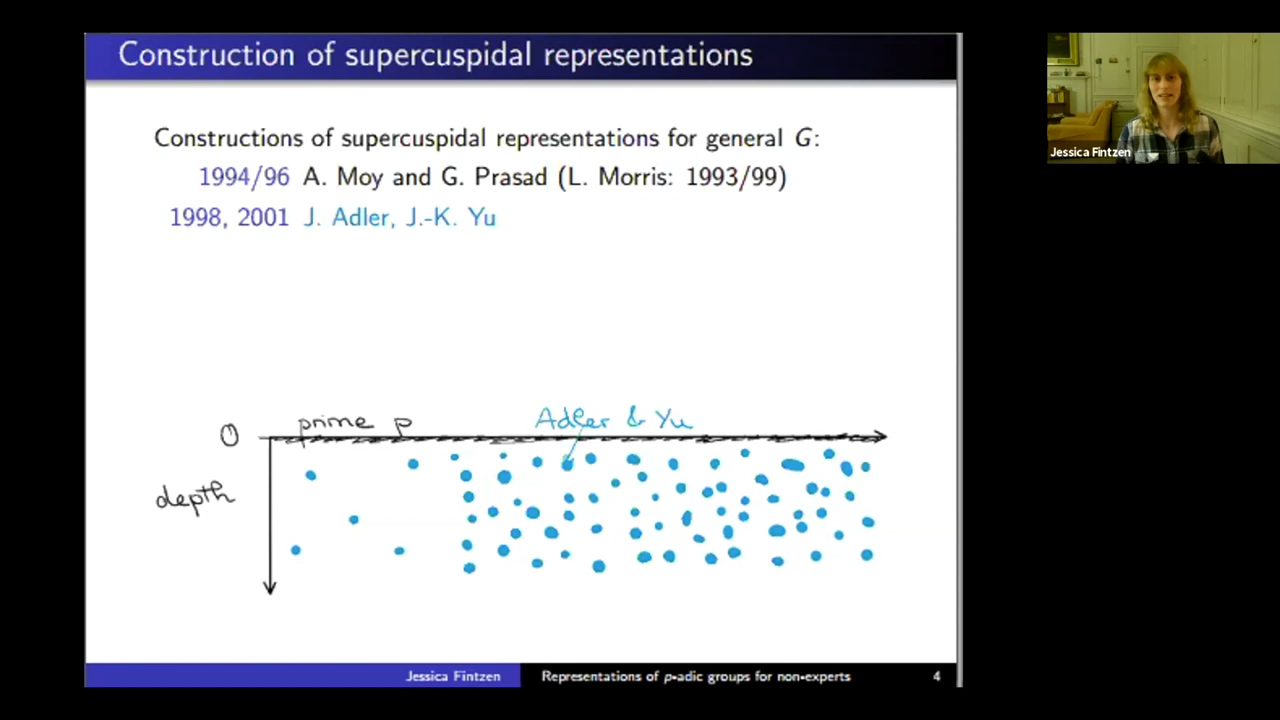 Construction of supercuspidal representations
Constructions of supercuspidal representations for general G:
1994/96 A. Moy and G. Prasad (L. Morris: 1993/99)
1998, 2001 J. Adler, J.-K. Yu
0 prime p Adler & Yu
depth
Jessica Fintzen Representations of p-adic groups for non-experts 4
Jessica Fintzen